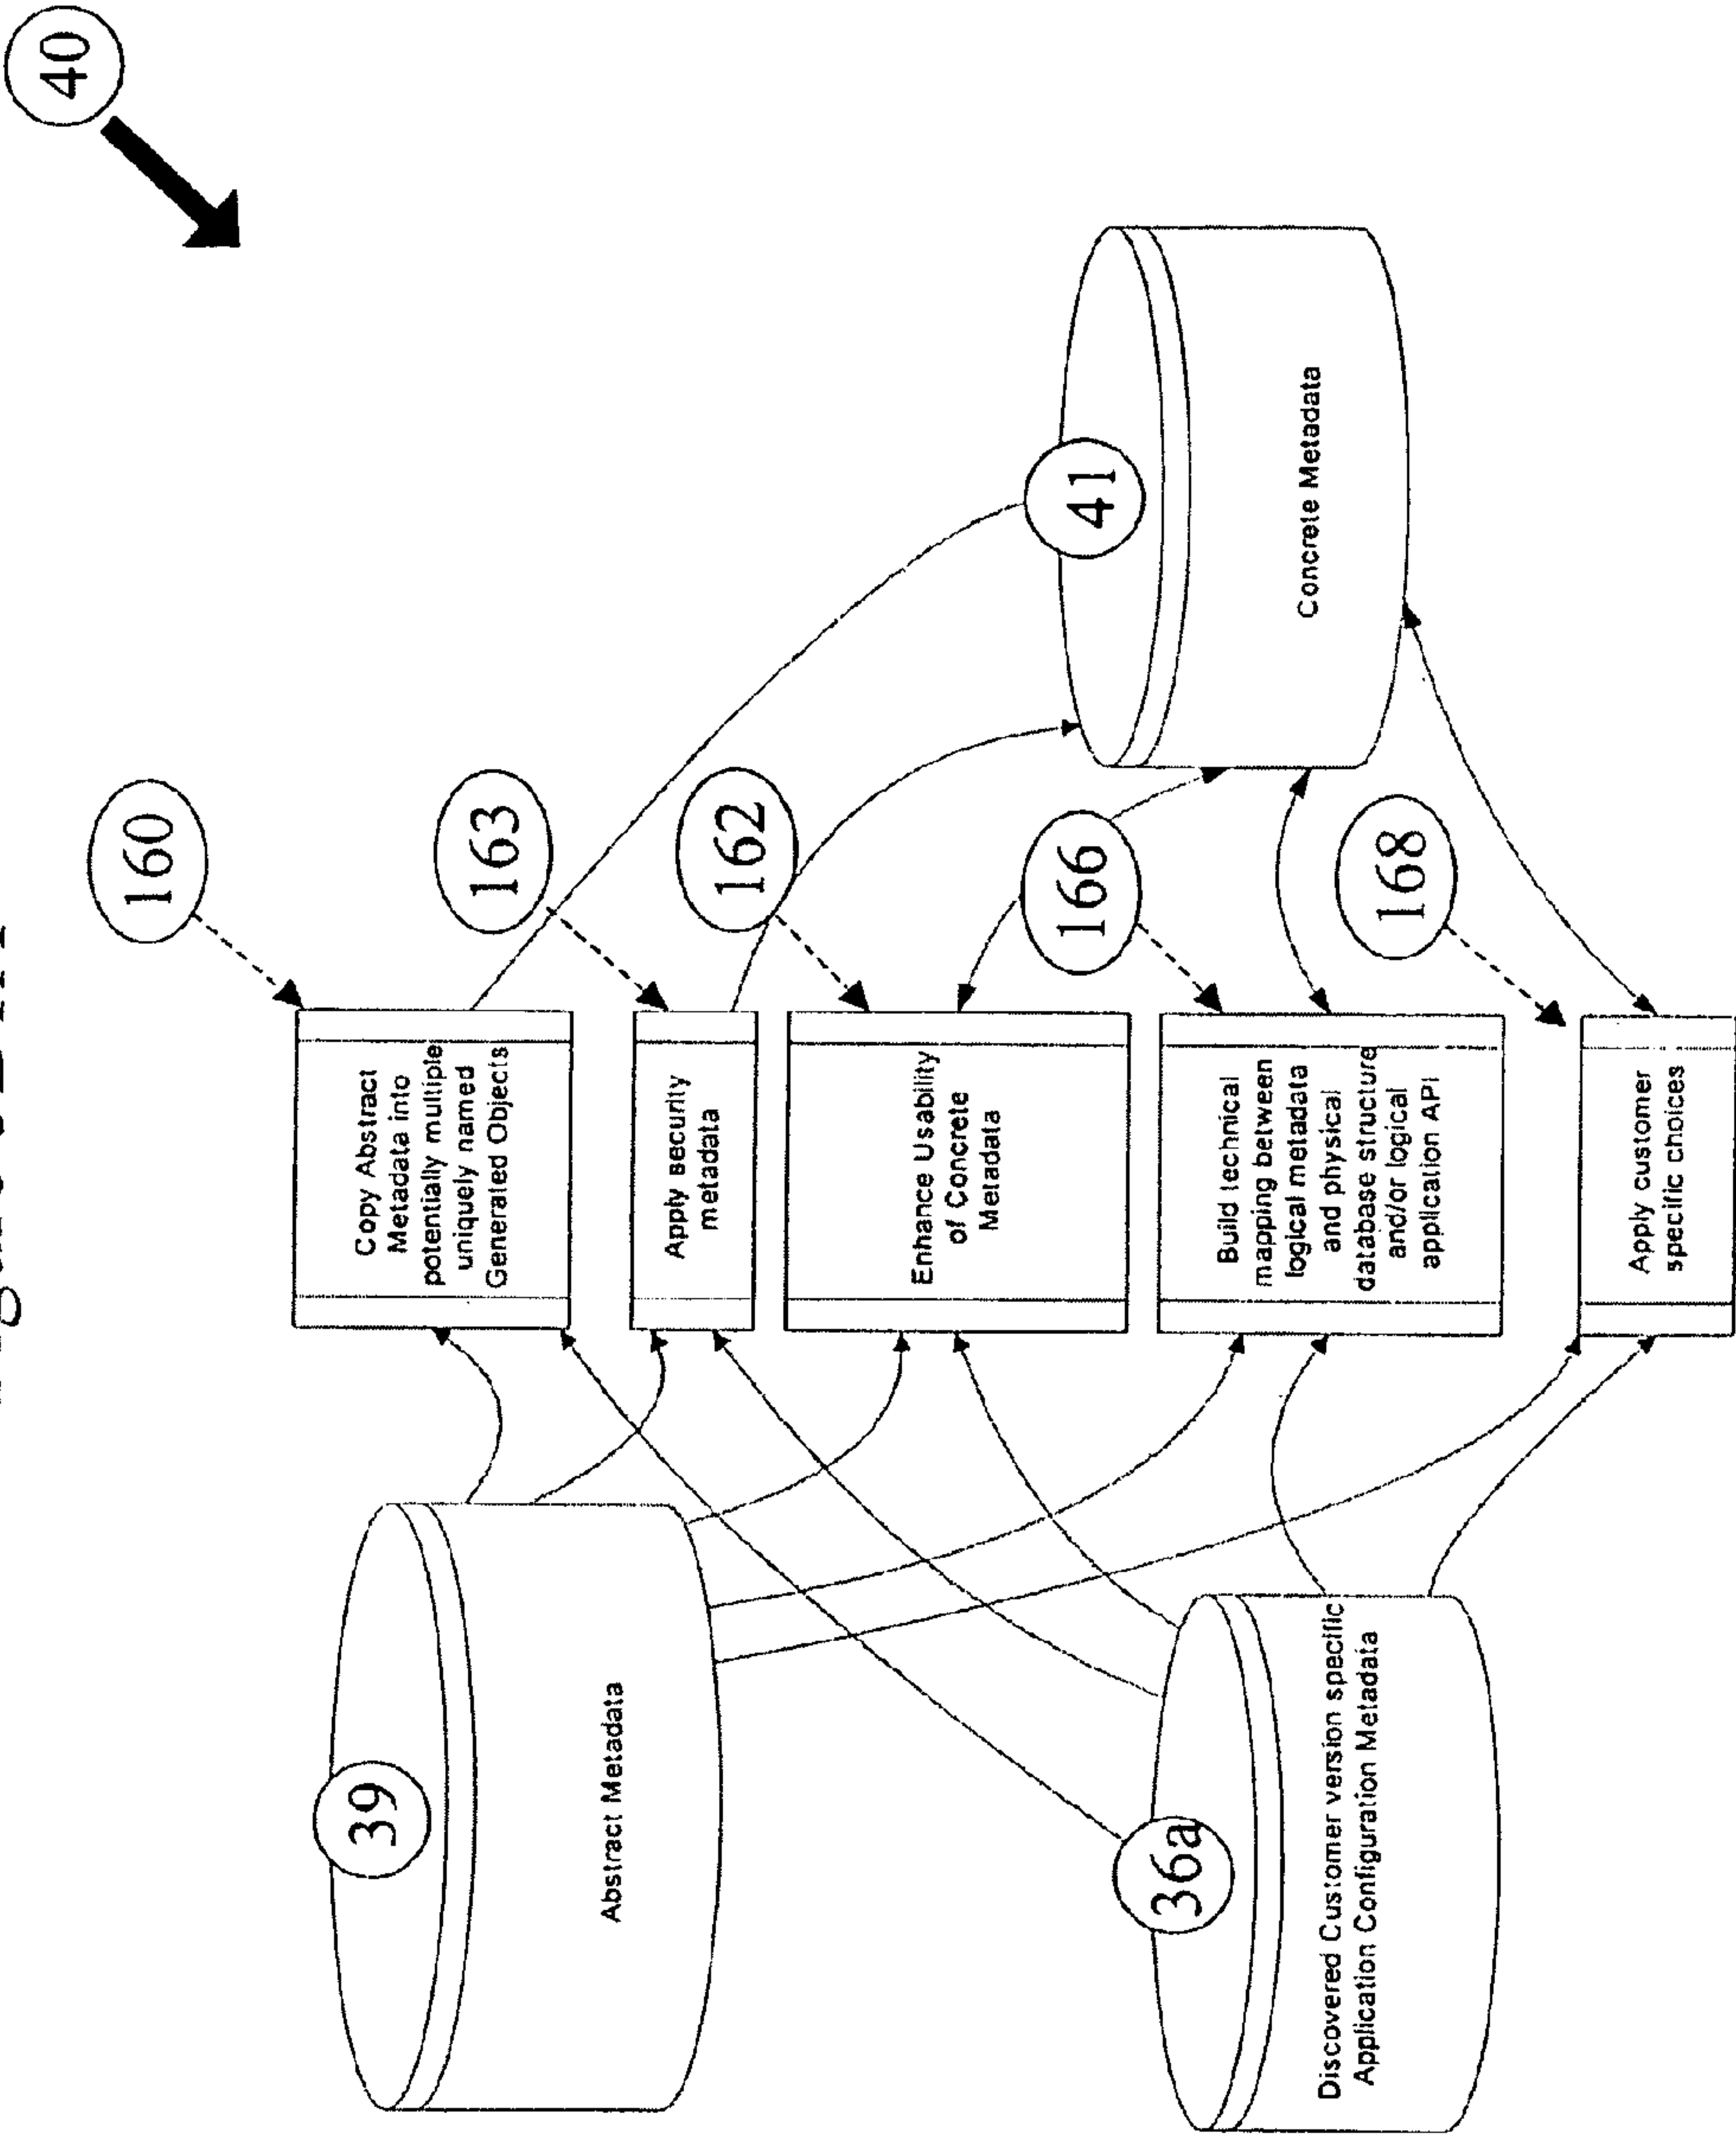 40
160
Copy Abstract
Metadata into
potentially multiple
uniquely named
Generated Objects
163
Apply security
metadata
162
Enhance Usability
of Concrete
Metadata
166
Build technical
mapping between
logical metadata
and physical
database structure
and/or logical
application API
168
Apply customer
specific choices
39
Abstract Metadata
36a
Discovered Customer version specific
Application Configuration Metadata
41
Concrete Metadata